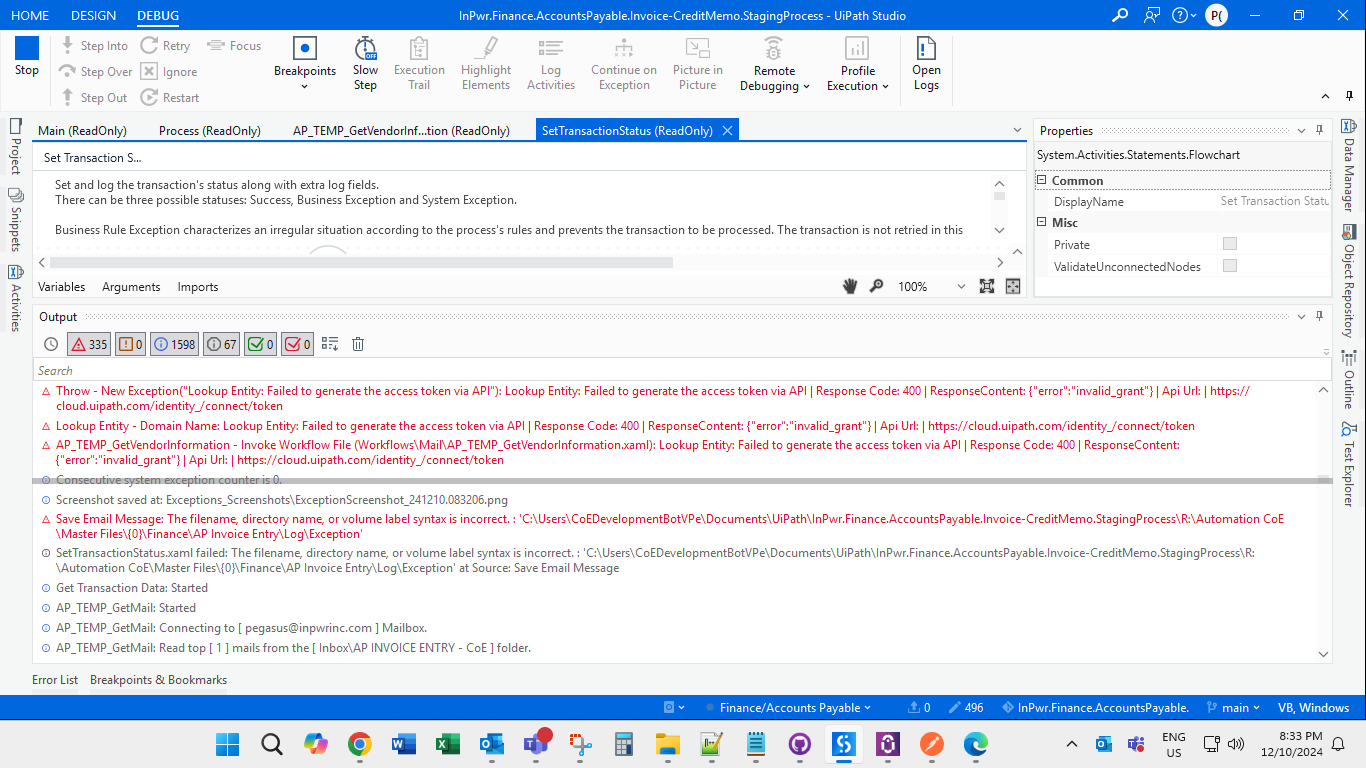 HOME DESIGN DEBUG InPwr.Finance.AccountsPayable.Invoice-CreditMemo.StagingProcess - UiPath Studio P(
Stop
Step Into
Step Over
Step Out
Retry
Ignore
Restart
Focus
Breakpoints
Slow Step
OFF
Execution Trail
Highlight Elements
Log Activities
Continue on Exception
Picture in Picture
Remote Debugging
Profile Execution
Open Logs
Project
Snippets
Activities
Main (ReadOnly) Process (ReadOnly) AP_TEMP_GetVendorInf...tion (ReadOnly) SetTransactionStatus (ReadOnly)
Set Transaction S...
Set and log the transaction's status along with extra log fields.
There can be three possible statuses: Success, Business Exception and System Exception.
Business Rule Exception characterizes an irregular situation according to the process's rules and prevents the transaction to be processed. The transaction is not retried in this
Variables Arguments Imports 100%
Properties
System.Activities.Statements.Flowchart
Common
DisplayName Set Transaction Statu
Misc
Private
ValidateUnconnectedNodes
Data Manager
Object Repository
Outline
Test Explorer
Output
335 0 1598 67 0 0
Search
Throw - New Exception("Lookup Entity: Failed to generate the access token via API"): Lookup Entity: Failed to generate the access token via API | Response Code: 400 | ResponseContent: {"error":"invalid_grant"} | Api Url: | https://
cloud.uipath.com/identity_/connect/token
Lookup Entity - Domain Name: Lookup Entity: Failed to generate the access token via API | Response Code: 400 | ResponseContent: {"error":"invalid_grant"} | Api Url: | https://cloud.uipath.com/identity_/connect/token
AP_TEMP_GetVendorInformation - Invoke Workflow File (Workflows\Mail\AP_TEMP_GetVendorInformation.xaml): Lookup Entity: Failed to generate the access token via API | Response Code: 400 | ResponseContent:
{"error":"invalid_grant"} | Api Url: | https://cloud.uipath.com/identity_/connect/token
Consecutive system exception counter is 0.
Screenshot saved at: Exceptions_Screenshots\ExceptionScreenshot_241210.083206.png
Save Email Message: The filename, directory name, or volume label syntax is incorrect. : 'C:\Users\CoEDevelopmentBotVPe\Documents\UiPath\InPwr.Finance.AccountsPayable.Invoice-CreditMemo.StagingProcess\R:\Automation CoE
\Master Files\{0}\Finance\AP Invoice Entry\Log\Exception'
SetTransactionStatus.xaml failed: The filename, directory name, or volume label syntax is incorrect. : 'C:\Users\CoEDevelopmentBotVPe\Documents\UiPath\InPwr.Finance.AccountsPayable.Invoice-CreditMemo.StagingProcess\R:
\Automation CoE\Master Files\{0}\Finance\AP Invoice Entry\Log\Exception' at Source: Save Email Message
Get Transaction Data: Started
AP_TEMP_GetMail: Started
AP_TEMP_GetMail: Connecting to [ pegasus@inpwrinc.com ] Mailbox.
AP_TEMP_GetMail: Read top [ 1 ] mails from the [ Inbox\AP INVOICE ENTRY - CoE ] folder.
Error List Breakpoints & Bookmarks
Finance/Accounts Payable 0 496 InPwr.Finance.AccountsPayable. main VB, Windows
ENG
US
8:33 PM
12/10/2024